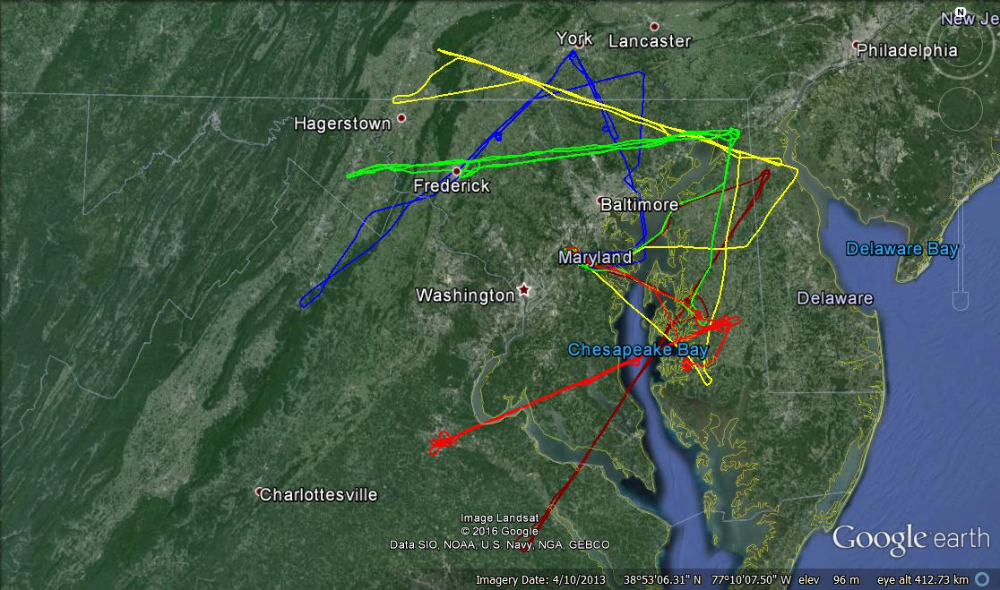 N
New Je
York
Lancaster
Philadelphia
Hagerstown
Frederick
Baltimore
Delaware Bay
Maryland
Washington
Delaware
Chesapeake Bay
Charlottesville
Image Landsat
© 2016 Google
Data SIO, NOAA, U.S. Navy, NGA, GEBCO
Google earth
Imagery Date: 4/10/2013 38°53'06.31" N 77°10'07.50" W elev 96 m eye alt 412.73 km